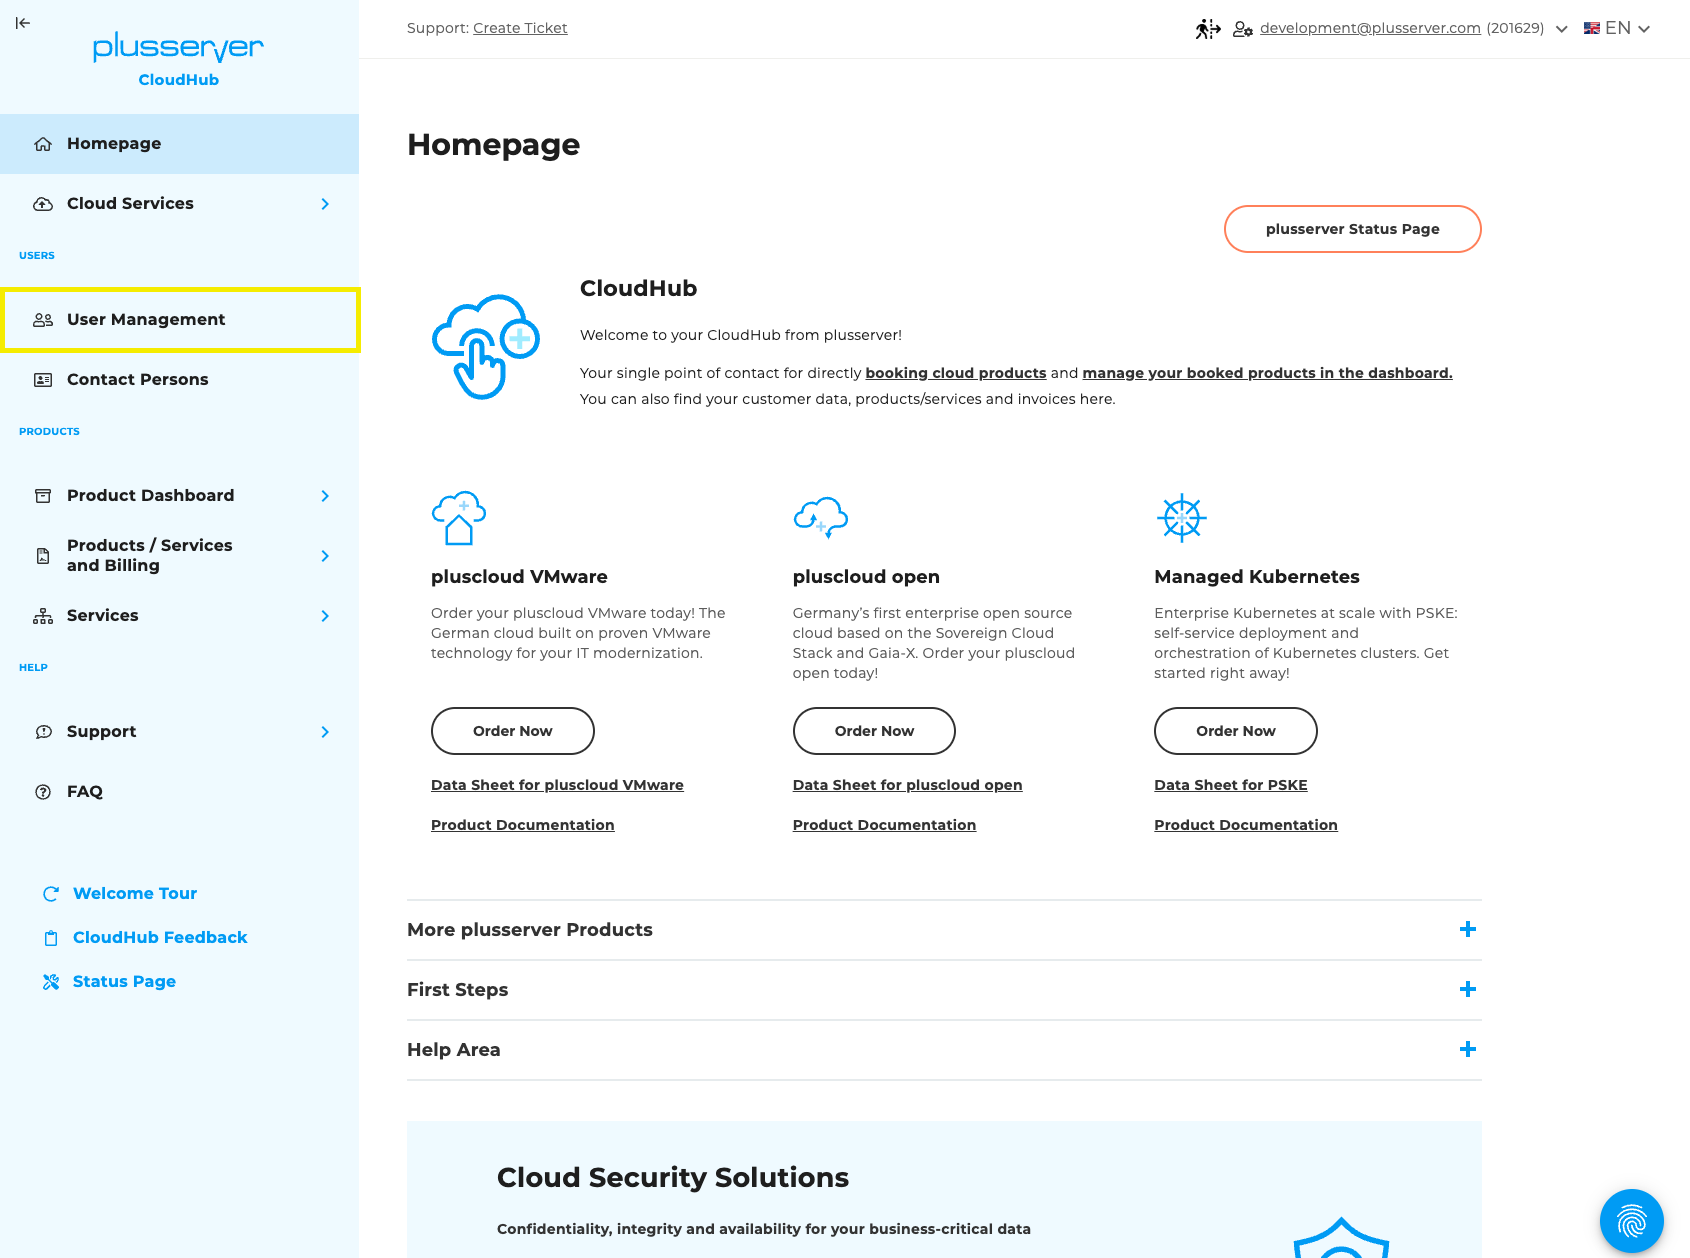 plusserver
CloudHub
Homepage
Cloud Services
USERS
User Management
Contact Persons
PRODUCTS
Product Dashboard
Products / Services
and Billing
Services
HELP
Support
FAQ
Welcome Tour
CloudHub Feedback
Status Page
Support: Create Ticket
development@plusserver.com (201629)
EN
Homepage
plusserver Status Page
CloudHub
Welcome to your CloudHub from plusserver!
Your single point of contact for directly booking cloud products and manage your booked products in the dashboard.
You can also find your customer data, products/services and invoices here.
pluscloud VMware
Order your pluscloud VMware today! The
German cloud built on proven VMware
technology for your IT modernization.
Order Now
Data Sheet for pluscloud VMware
Product Documentation
pluscloud open
Germany’s first enterprise open source
cloud based on the Sovereign Cloud
Stack and Gaia-X. Order your pluscloud
open today!
Order Now
Data Sheet for pluscloud open
Product Documentation
Managed Kubernetes
Enterprise Kubernetes at scale with PSKE:
self-service deployment and
orchestration of Kubernetes clusters. Get
started right away!
Order Now
Data Sheet for PSKE
Product Documentation
More plusserver Products
First Steps
Help Area
Cloud Security Solutions
Confidentiality, integrity and availability for your business-critical data